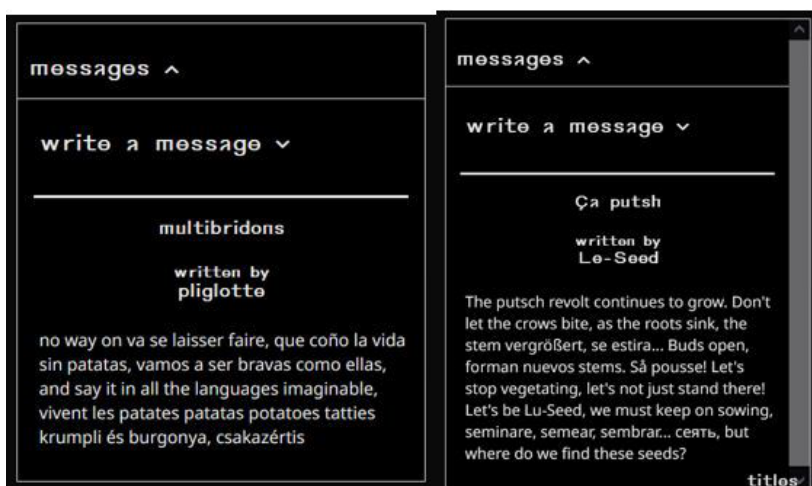 messages
write a message
multibridons
written by
pliglotte
no way on va se laisser faire, que coño la vida
sin patatas, vamos a ser bravas como ellas,
and say it in all the languages imaginable,
vivent les patates patatas potatoes tatties
krumpli és burgonya, csakazértis
messages
write a message
Ça putsh
written by
Le-Seed
The putsch revolt continues to grow. Don't
let the crows bite, as the roots sink, the
stem vergrößert, se estira... Buds open,
forman nuevos stems. Så pousse! Let's
stop vegetating, let's not just stand there!
Let's be Lu-Seed, we must keep on sowing,
seminare, semear, sembrar... сеять, but
where do we find these seeds?
titles